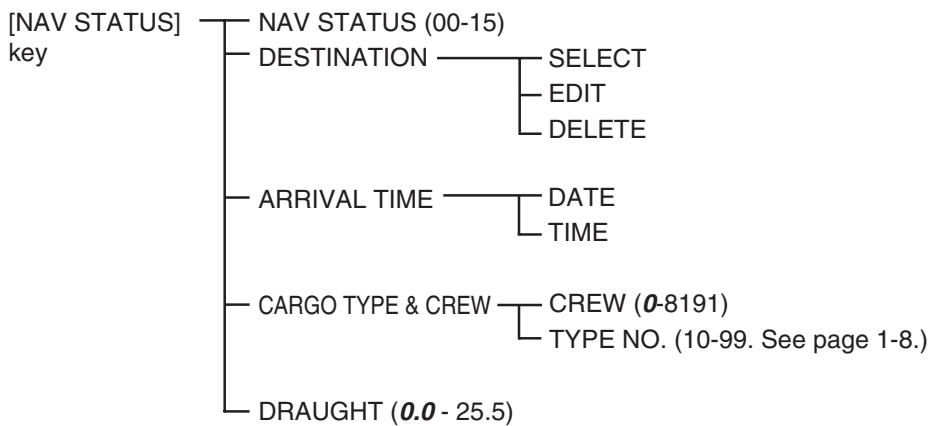 [NAV STATUS] NAV STATUS (00-15)
key DESTINATION SELECT
EDIT
DELETE
ARRIVAL TIME DATE
TIME
CARGO TYPE & CREW CREW (0-8191)
TYPE NO. (10-99. See page 1-8.)
DRAUGHT (0.0 - 25.5)